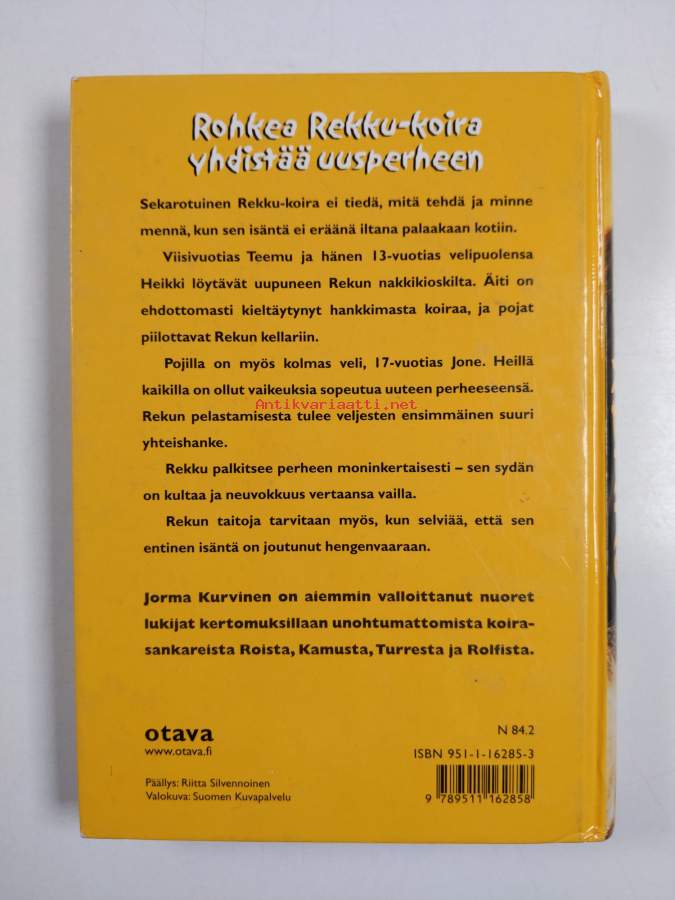 Rohkea Rekku-koira
yhdistää uusperheen
Sekarotuinen Rekku-koira ei tiedä, mitä tehdä ja minne
mennä, kun sen isäntä ei eräänä iltana palaakaan kotiin.
Viisivuotias Teemu ja hänen 13-vuotias velipuolensa
Heikki löytävät uupuneen Rekun nakkikioskilta. Äiti on
ehdottomasti kieltäytynyt hankkimasta koiraa, ja pojat
piilottavat Rekun kellariin.
Pojilla on myös kolmas veli, 17-vuotias Jone. Heillä
kaikilla on ollut vaikeuksia sopeutua uuteen perheeseensä.
Antikvariaatti.net
Rekun pelastamisesta tulee veljesten ensimmäinen suuri
yhteishanke.
Rekku palkitsee perheen moninkertaisesti – sen sydän
on kultaa ja neuvokkuus vertaansa vailla.
Rekun taitoja tarvitaan myös, kun selviää, että sen
entinen isäntä on joutunut hengenvaaraan.
Jorma Kurvinen on aiemmin valloittanut nuoret
lukijat kertomuksillaan unohtumattomista koira-
sankareista Roista, Kamusta, Turresta ja Rolfista.
otava
www.otava.fi
N 84.2
ISBN 951-1-16285-3
Päällys: Riitta Silvennoinen
Valokuva: Suomen Kuvapalvelu
9 789511 162858